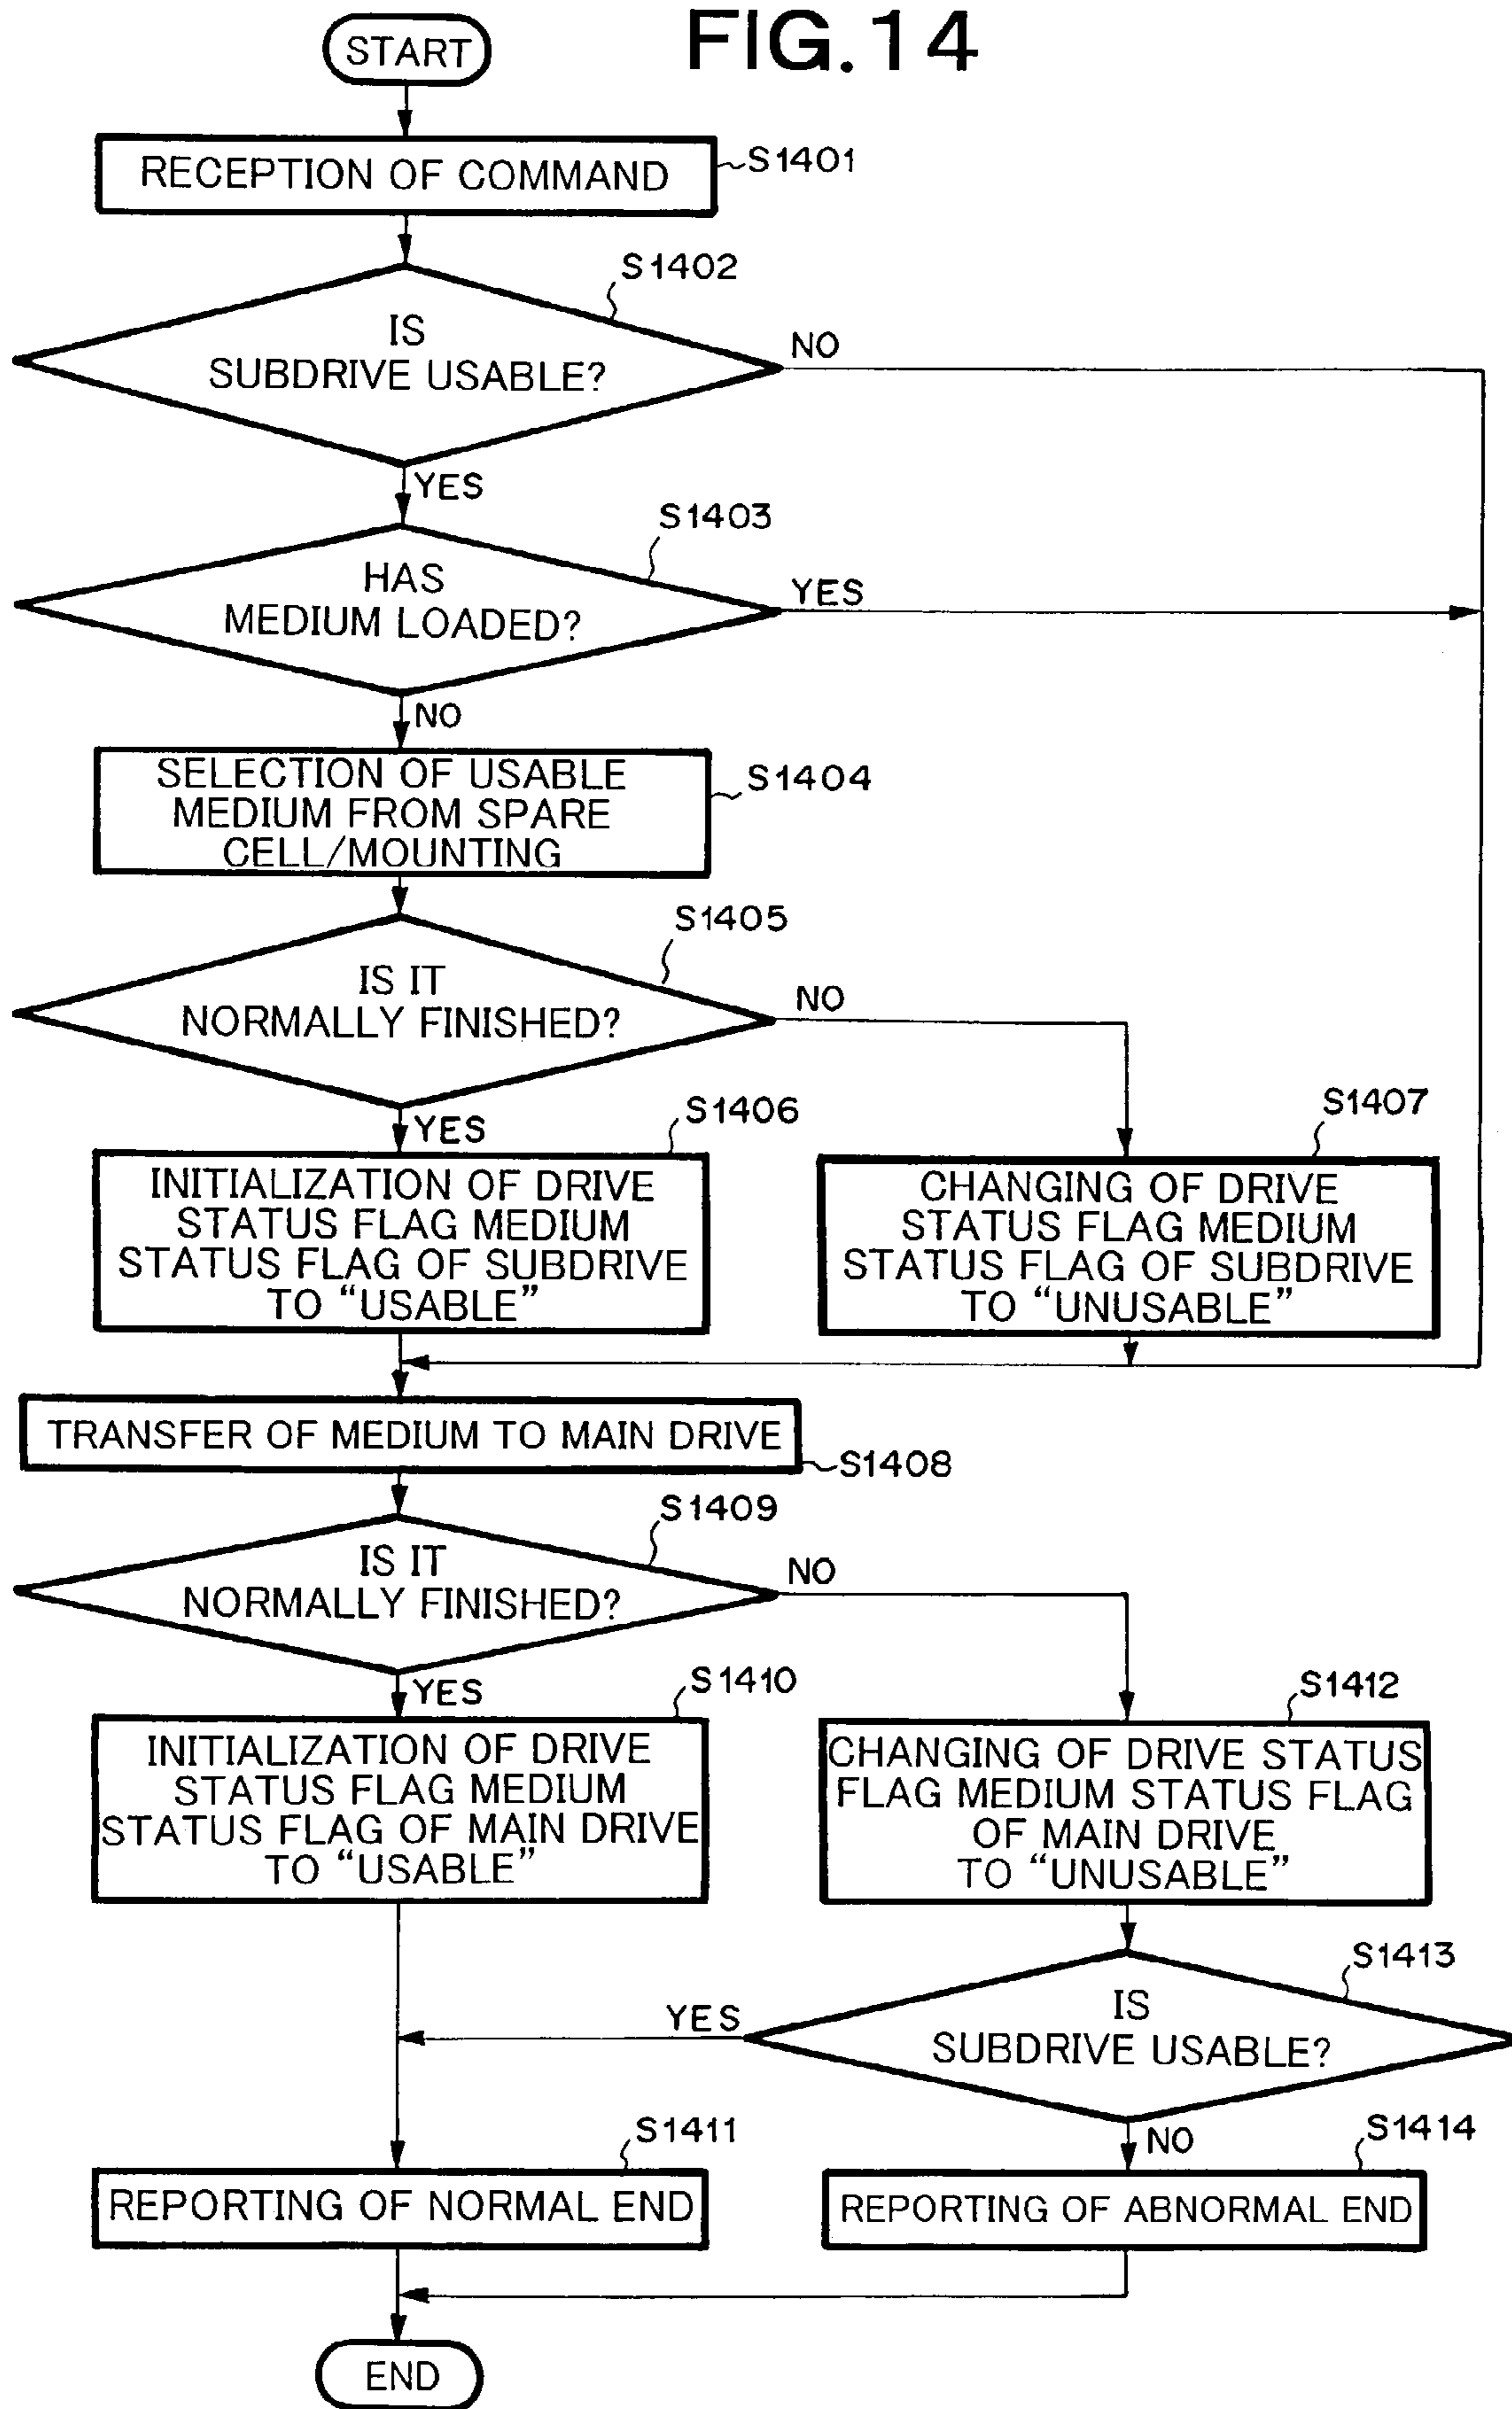 FIG.14
START
RECEPTION OF COMMAND
S1401
S1402
IS
SUBDRIVE USABLE?
NO
YES
S1403
HAS
MEDIUM LOADED?
YES
NO
SELECTION OF USABLE
MEDIUM FROM SPARE
CELL/MOUNTING
S1404
S1405
IS IT
NORMALLY FINISHED?
NO
YES
S1406
INITIALIZATION OF DRIVE
STATUS FLAG MEDIUM
STATUS FLAG OF SUBDRIVE
TO “USABLE”
S1407
CHANGING OF DRIVE
STATUS FLAG MEDIUM
STATUS FLAG OF SUBDRIVE
TO “UNUSABLE”
TRANSFER OF MEDIUM TO MAIN DRIVE
S1408
S1409
IS IT
NORMALLY FINISHED?
NO
YES
S1410
INITIALIZATION OF DRIVE
STATUS FLAG MEDIUM
STATUS FLAG OF MAIN DRIVE
TO “USABLE”
S1412
CHANGING OF DRIVE STATUS
FLAG MEDIUM STATUS FLAG
OF MAIN DRIVE
TO “UNUSABLE”
S1413
IS
SUBDRIVE USABLE?
YES
NO
S1411
REPORTING OF NORMAL END
S1414
REPORTING OF ABNORMAL END
END